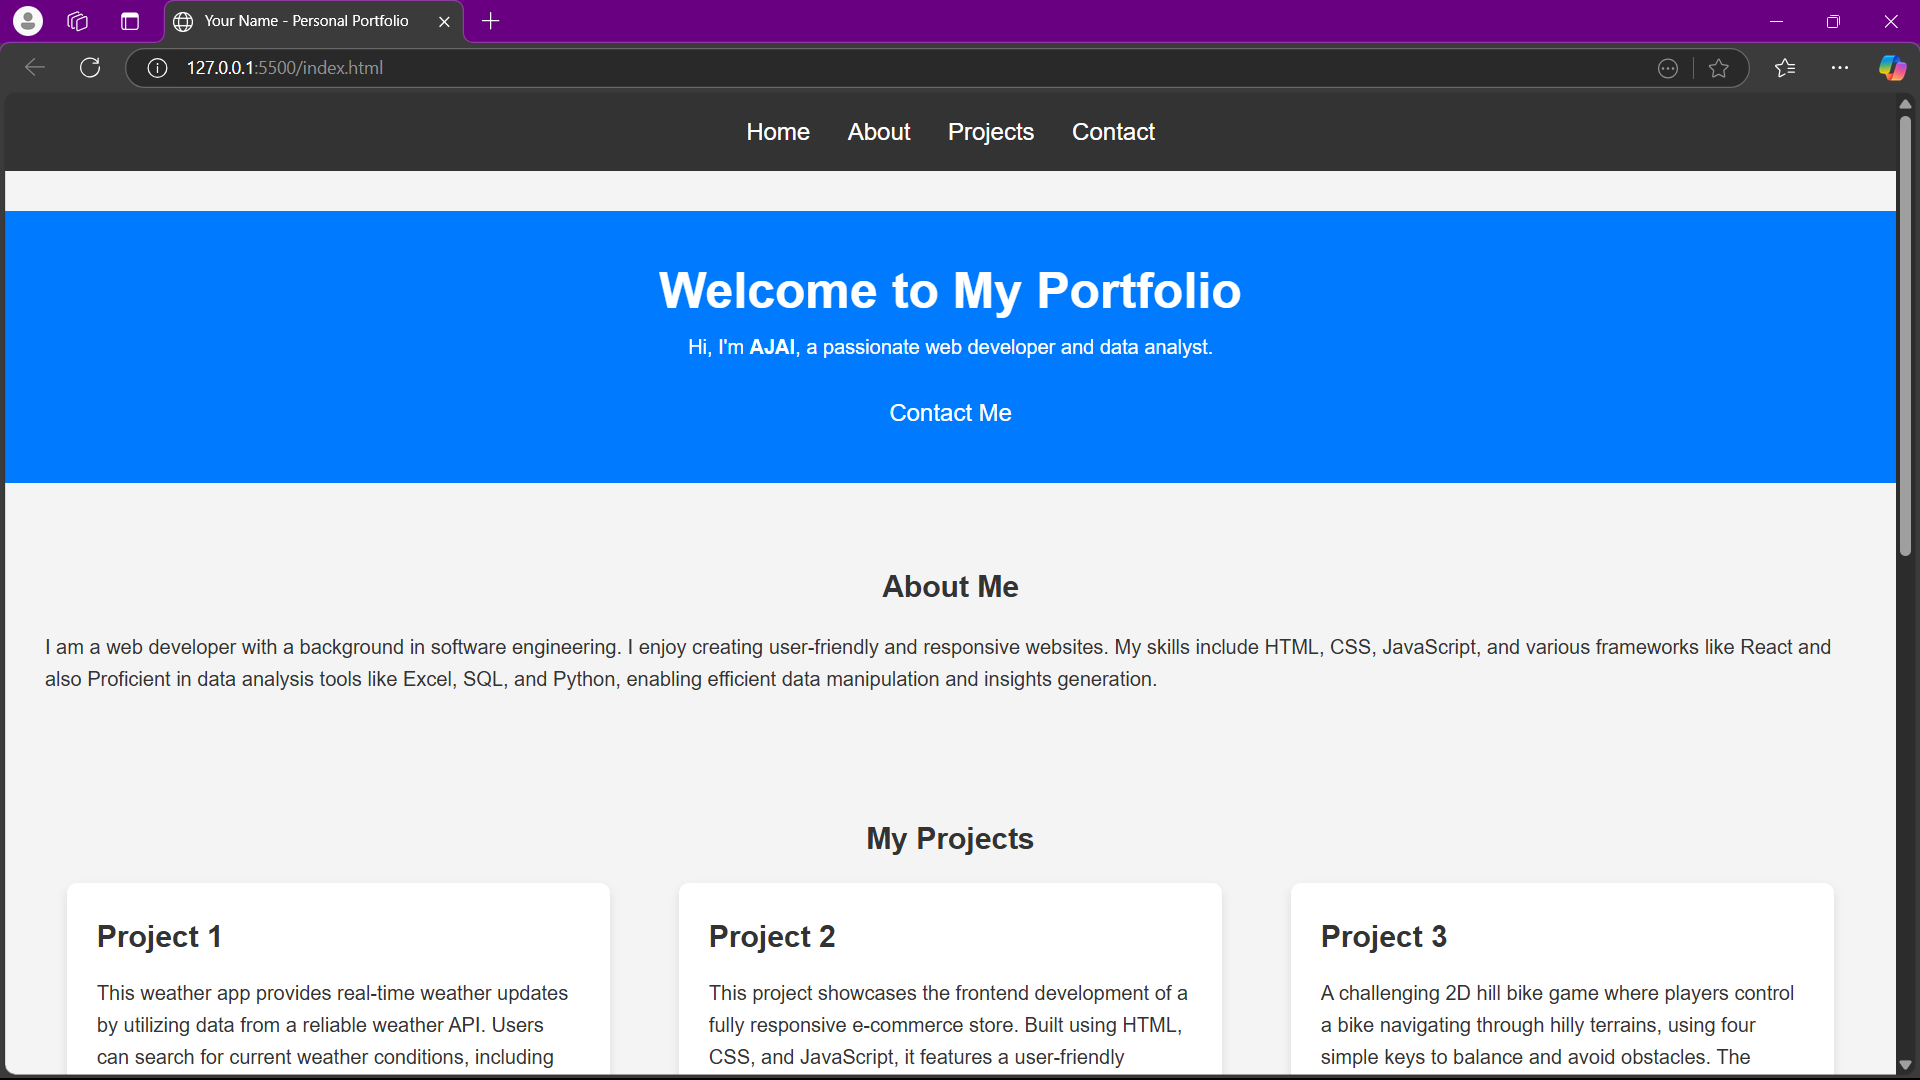 Your Name - Personal Portfolio
127.0.0.1:5500/index.html
Home About Projects Contact
Welcome to My Portfolio
Hi, I'm AJAI, a passionate web developer and data analyst.
Contact Me
About Me
I am a web developer with a background in software engineering. I enjoy creating user-friendly and responsive websites. My skills include HTML, CSS, JavaScript, and various frameworks like React and
also Proficient in data analysis tools like Excel, SQL, and Python, enabling efficient data manipulation and insights generation.
My Projects
Project 1
This weather app provides real-time weather updates
by utilizing data from a reliable weather API. Users
can search for current weather conditions, including
Project 2
This project showcases the frontend development of a
fully responsive e-commerce store. Built using HTML,
CSS, and JavaScript, it features a user-friendly
Project 3
A challenging 2D hill bike game where players control
a bike navigating through hilly terrains, using four
simple keys to balance and avoid obstacles. The